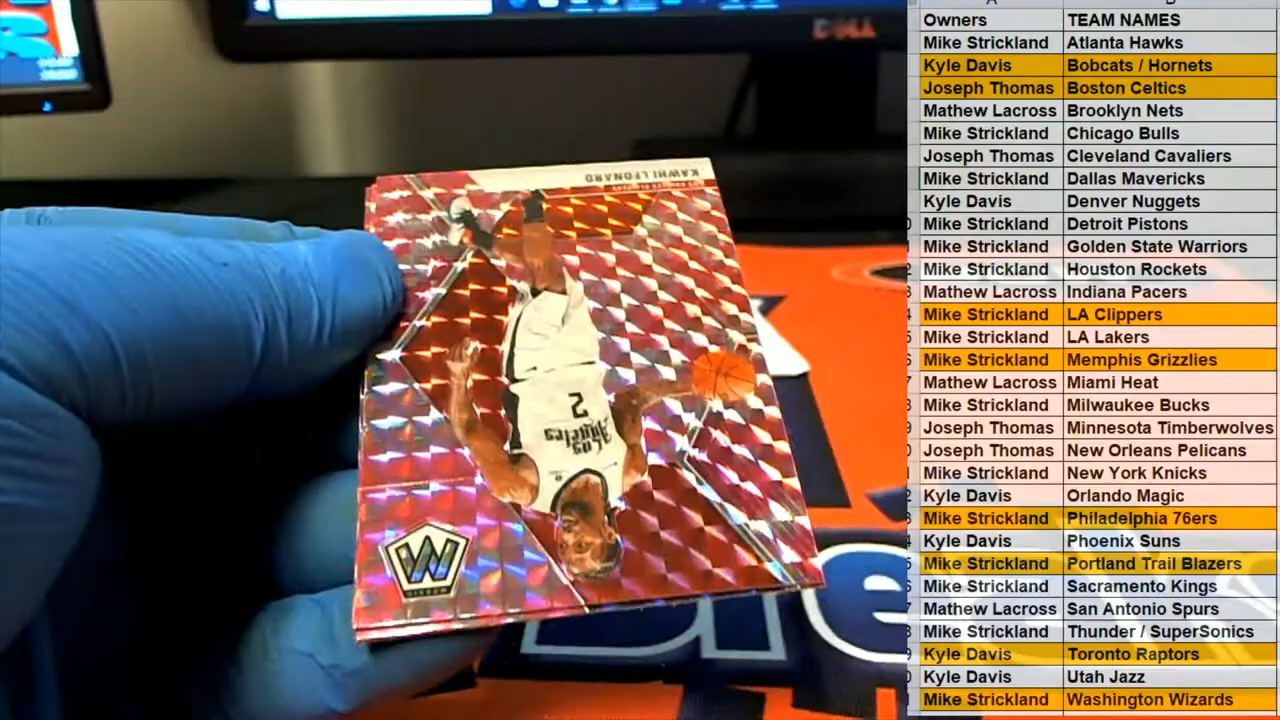 DELL
KAWHI LEONARD
LOS ANGELES CLIPPERS
2
Los Angeles
MOSAIC
Owners TEAM NAMES
Mike Strickland Atlanta Hawks
Kyle Davis Bobcats / Hornets
Joseph Thomas Boston Celtics
Mathew Lacross Brooklyn Nets
Mike Strickland Chicago Bulls
Joseph Thomas Cleveland Cavaliers
Mike Strickland Dallas Mavericks
Kyle Davis Denver Nuggets
Mike Strickland Detroit Pistons
Mike Strickland Golden State Warriors
Mike Strickland Houston Rockets
Mathew Lacross Indiana Pacers
Mike Strickland LA Clippers
Mike Strickland LA Lakers
Mike Strickland Memphis Grizzlies
Mathew Lacross Miami Heat
Mike Strickland Milwaukee Bucks
Joseph Thomas Minnesota Timberwolves
Joseph Thomas New Orleans Pelicans
Mike Strickland New York Knicks
Kyle Davis Orlando Magic
Mike Strickland Philadelphia 76ers
Kyle Davis Phoenix Suns
Mike Strickland Portland Trail Blazers
Mike Strickland Sacramento Kings
Mathew Lacross San Antonio Spurs
Mike Strickland Thunder / SuperSonics
Kyle Davis Toronto Raptors
Kyle Davis Utah Jazz
Mike Strickland Washington Wizards